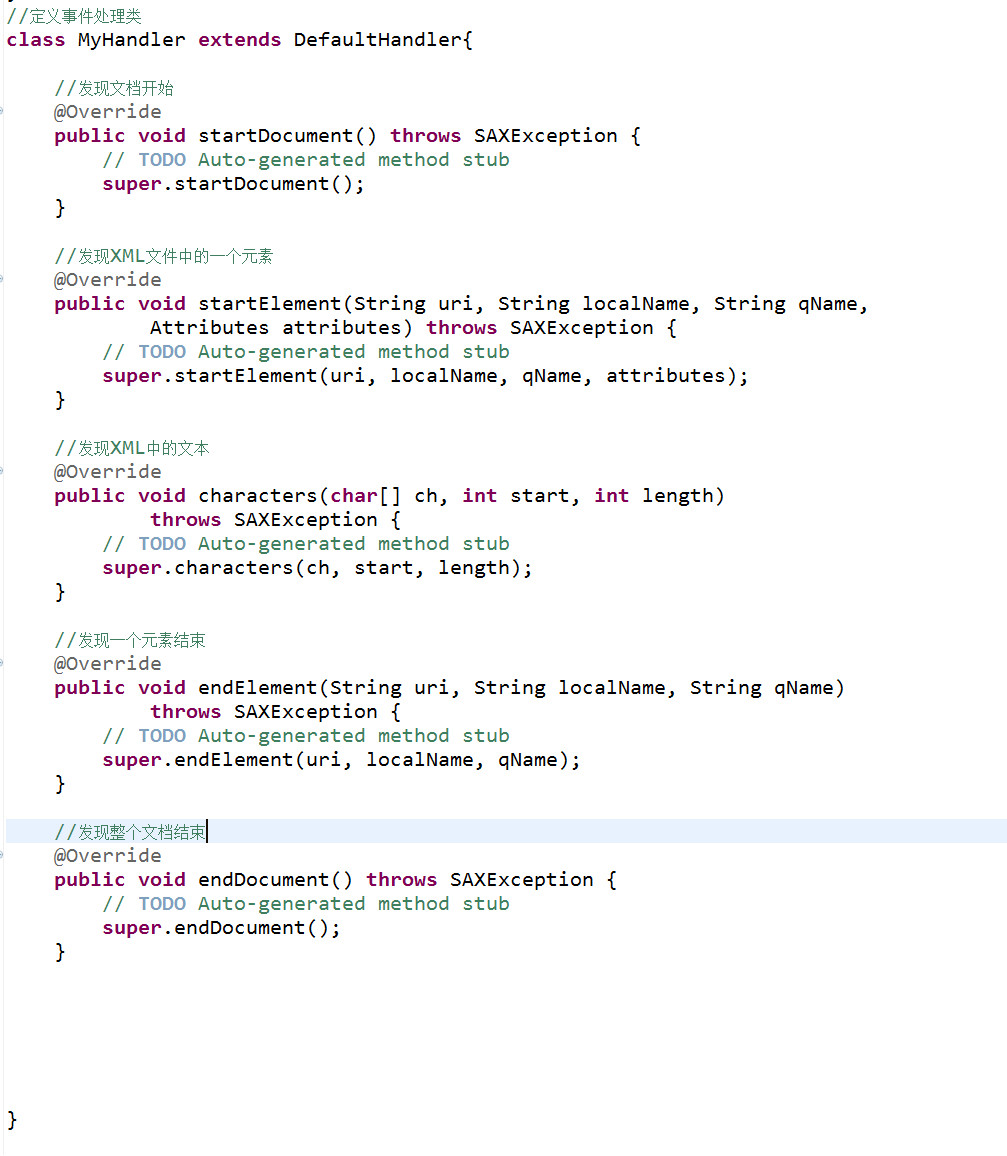 //定义事件处理类
class MyHandler extends DefaultHandler{
//发现文档开始
@Override
public void startDocument() throws SAXException {
// TODO Auto-generated method stub
super.startDocument();
}
//发现XML文件中的一个元素
@Override
public void startElement(String uri, String localName, String qName,
Attributes attributes) throws SAXException {
// TODO Auto-generated method stub
super.startElement(uri, localName, qName, attributes);
}
//发现XML中的文本
@Override
public void characters(char[] ch, int start, int length)
throws SAXException {
// TODO Auto-generated method stub
super.characters(ch, start, length);
}
//发现一个元素结束
@Override
public void endElement(String uri, String localName, String qName)
throws SAXException {
// TODO Auto-generated method stub
super.endElement(uri, localName, qName);
}
//发现整个文档结束
@Override
public void endDocument() throws SAXException {
// TODO Auto-generated method stub
super.endDocument();
}
}